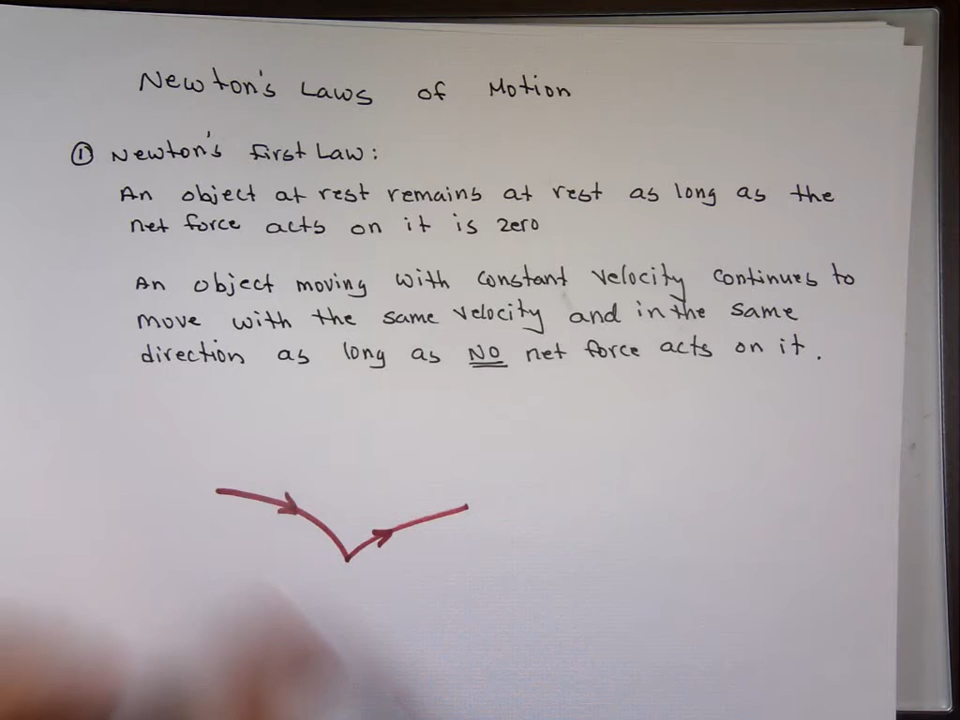 Newton's Laws of Motion
① Newton's First Law:
An object at rest remains at rest as long as the
net force acts on it is zero
An object moving with constant velocity continues to
move with the same velocity and in the same
direction as long as NO net force acts on it.